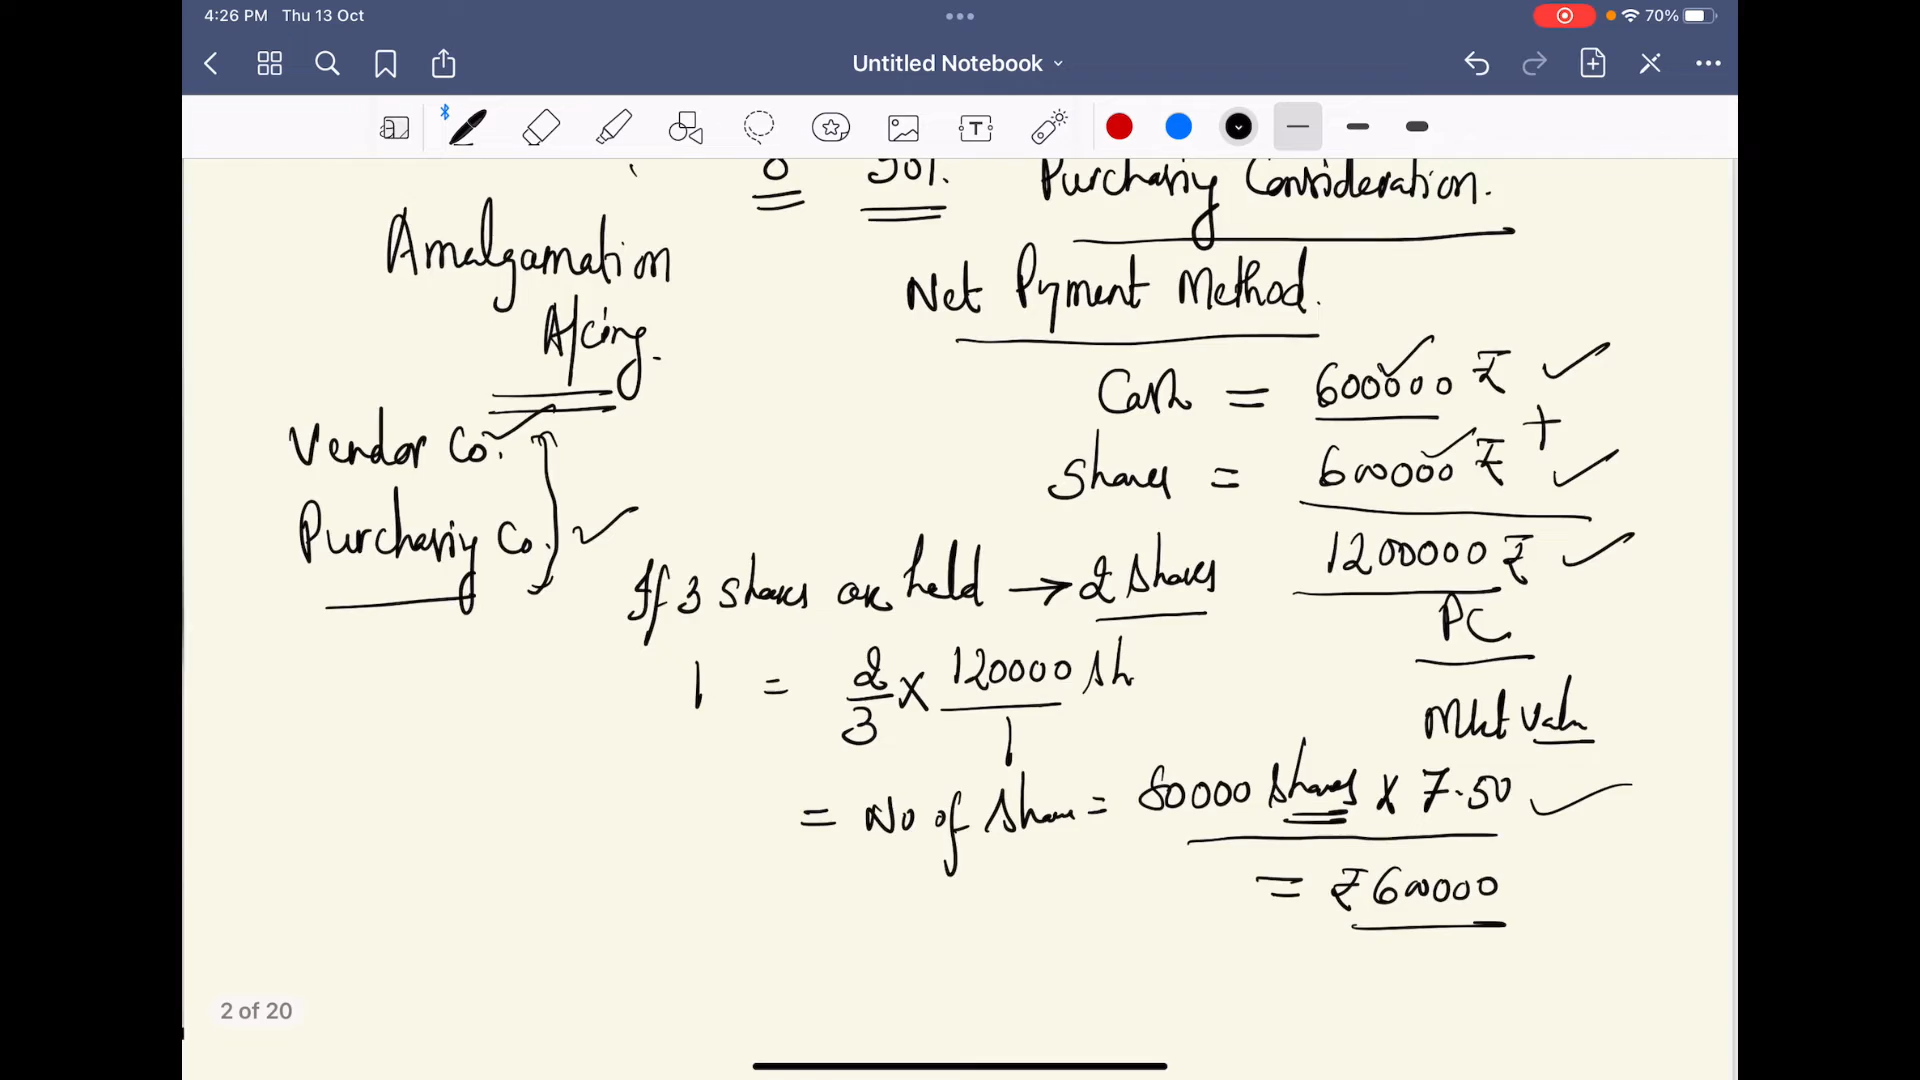 4:26 PM Thu 13 Oct
70%
Untitled Notebook
T
Purchasing Consideration.
Amalgamation
A/cing.
Net Pyment Method.
Cash = 600000 ₹
+
Shares = 600000 ₹
1200000 ₹
PC
Vendor Co.
Purchasing Co.
If 3 shares are held → 2 shares
1 = 2/3 X 120000/1 sh
Mkt Value
= No of Share = 80000 shares X 7.50
= ₹ 600000
2 of 20